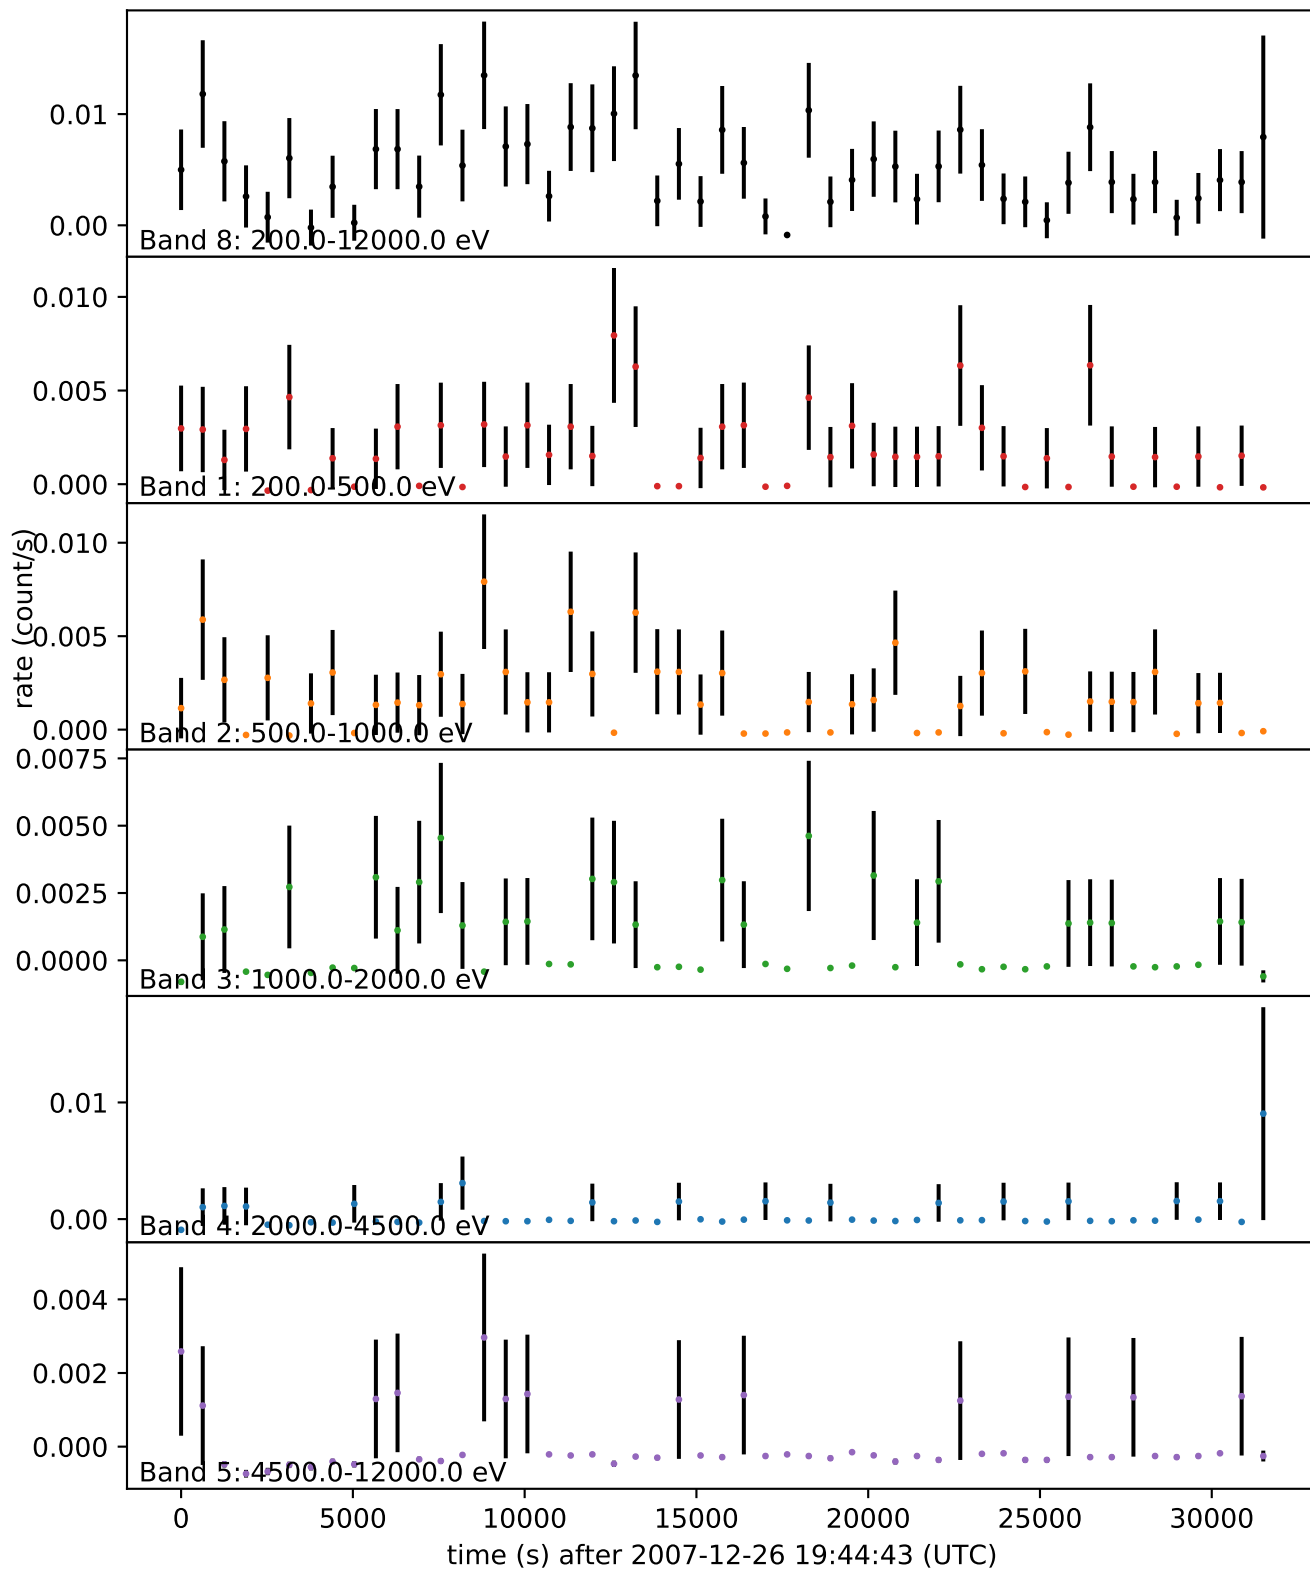 0.01
0.00
Band 8: 200.0-12000.0 eV
0.010
0.005
0.000
Band 1: 200.0-500.0 eV
rate (count/s)
0.010
0.005
0.000
Band 2: 500.0-1000.0 eV
0.0075
0.0050
0.0025
0.0000
Band 3: 1000.0-2000.0 eV
0.01
0.00
Band 4: 2000.0-4500.0 eV
0.004
0.002
0.000
Band 5: 4500.0-12000.0 eV
0 5000 10000 15000 20000 25000 30000
time (s) after 2007-12-26 19:44:43 (UTC)